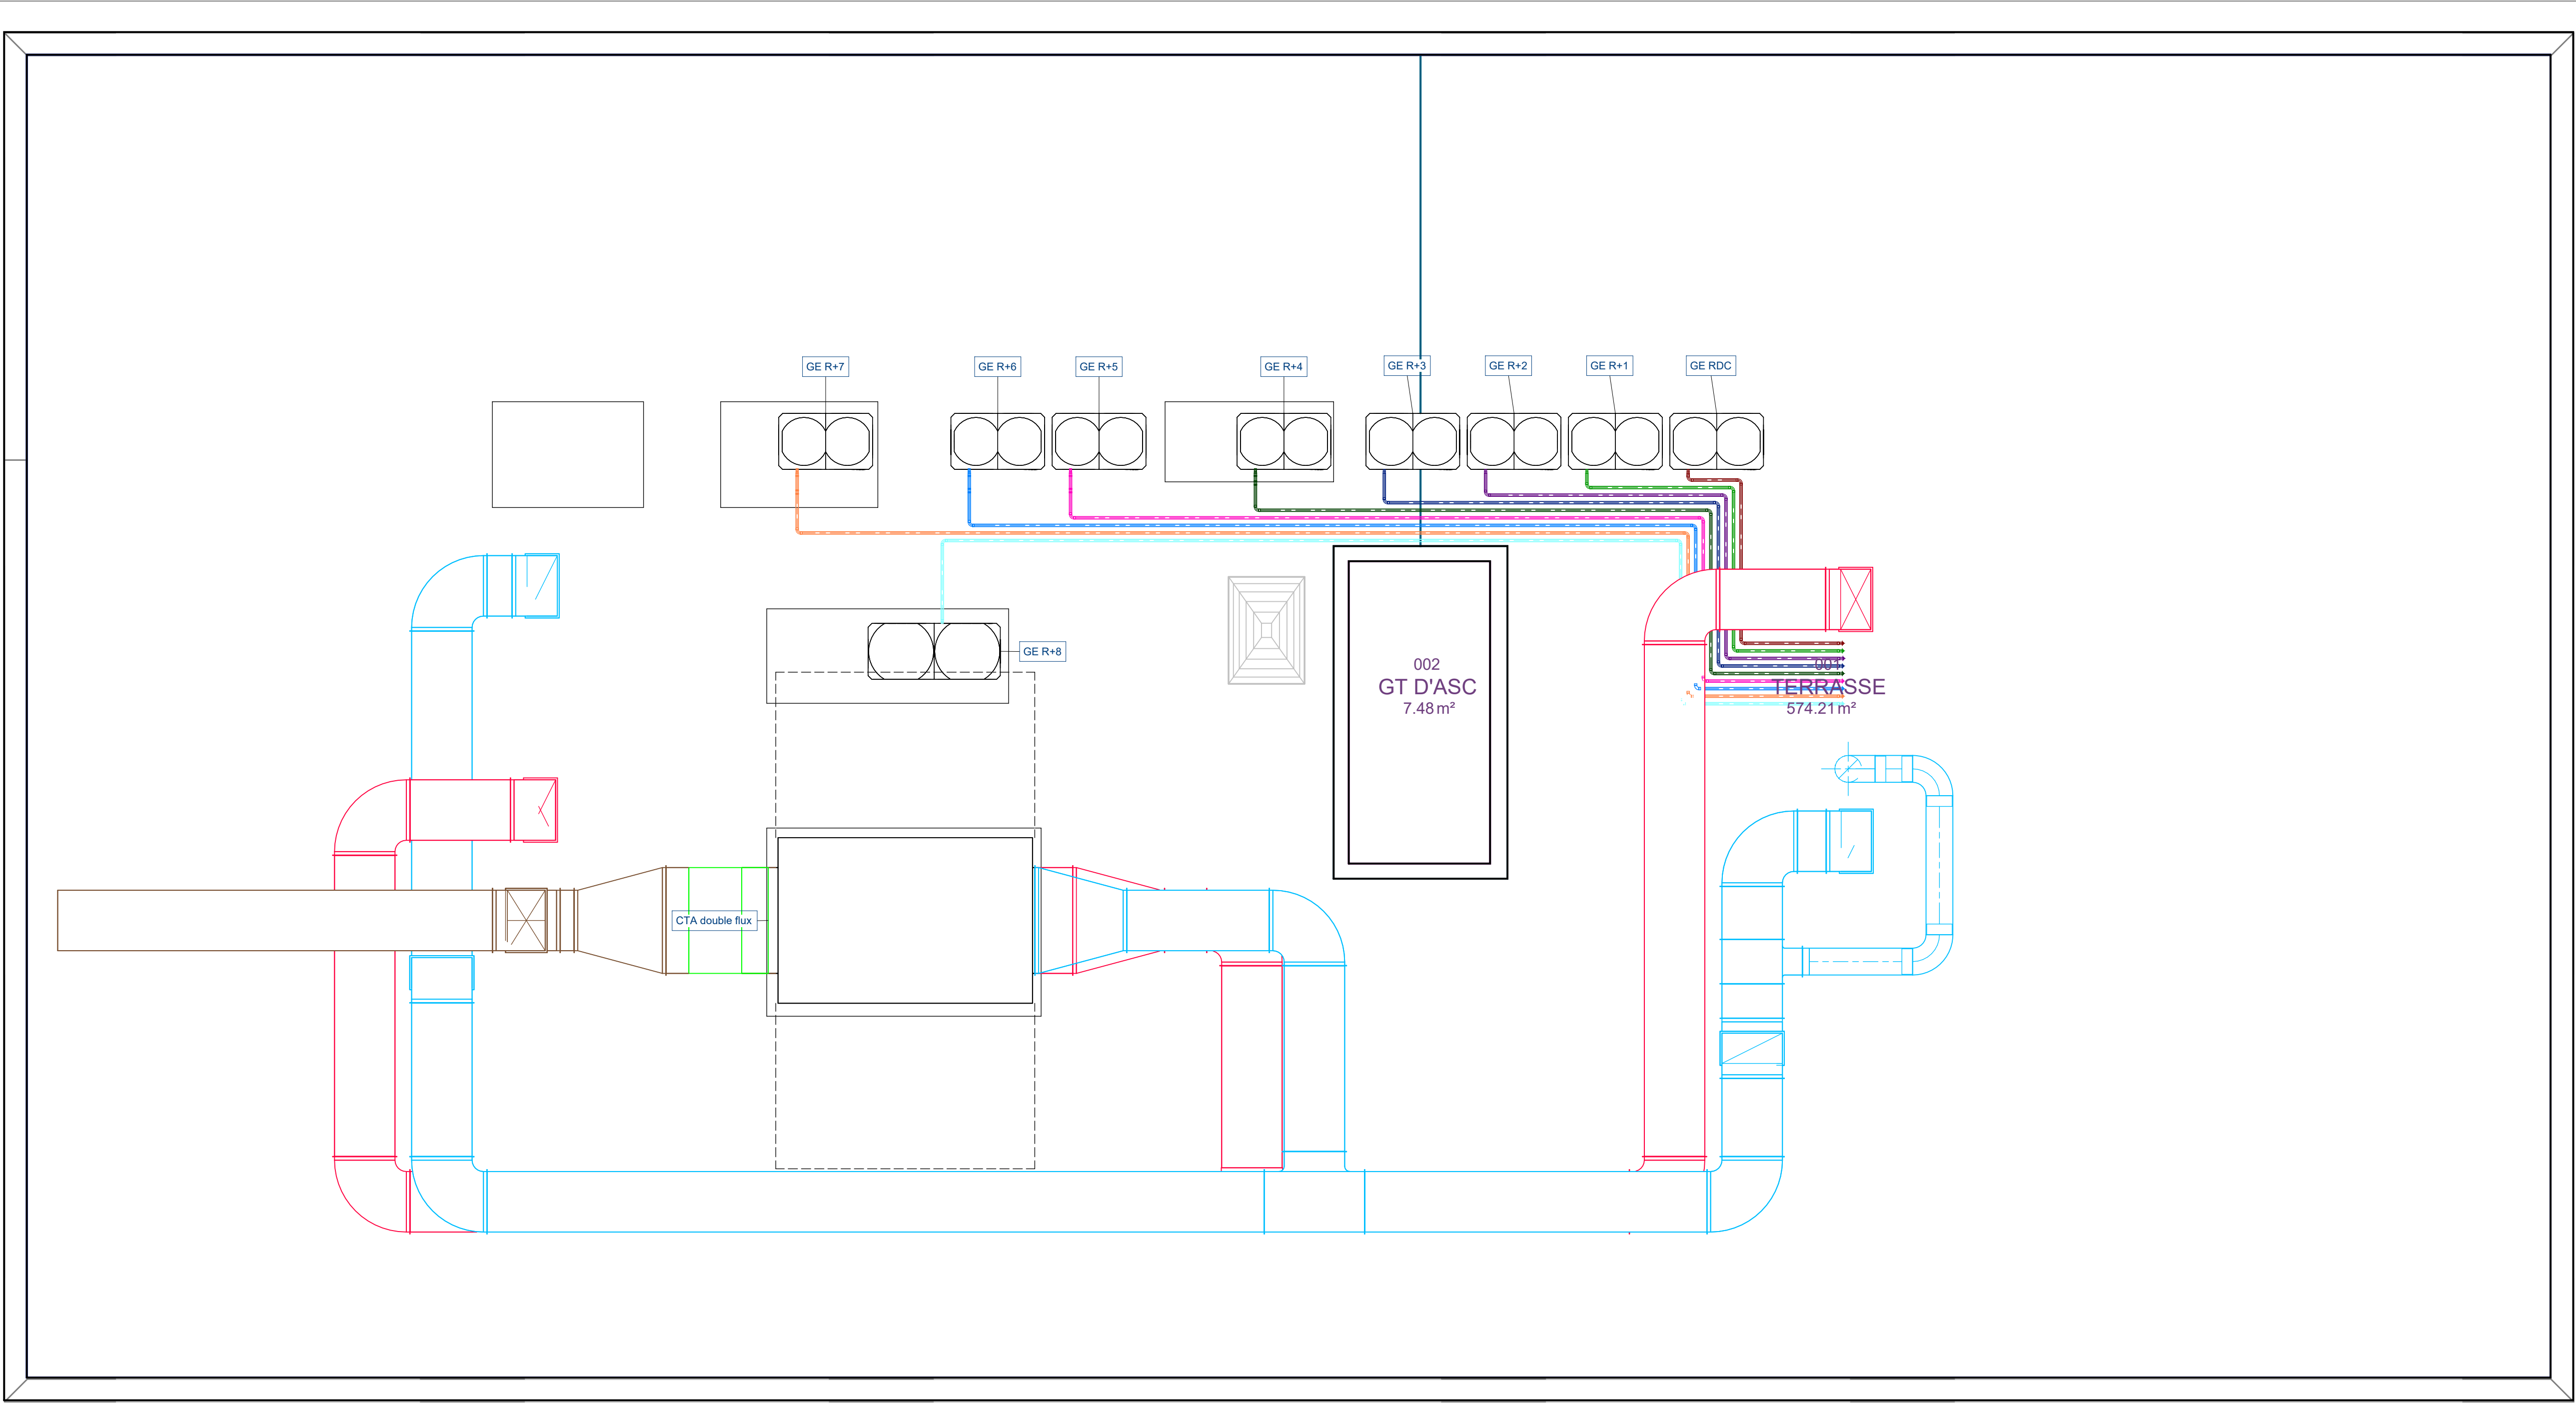 GE R+7
GE R+6
GE R+5
GE R+4
GE R+3
GE R+2
GE R+1
GE RDC
GE R+8
002
GT D'ASC
7.48 m²
001
TERRASSE
574.21 m²
CTA double flux